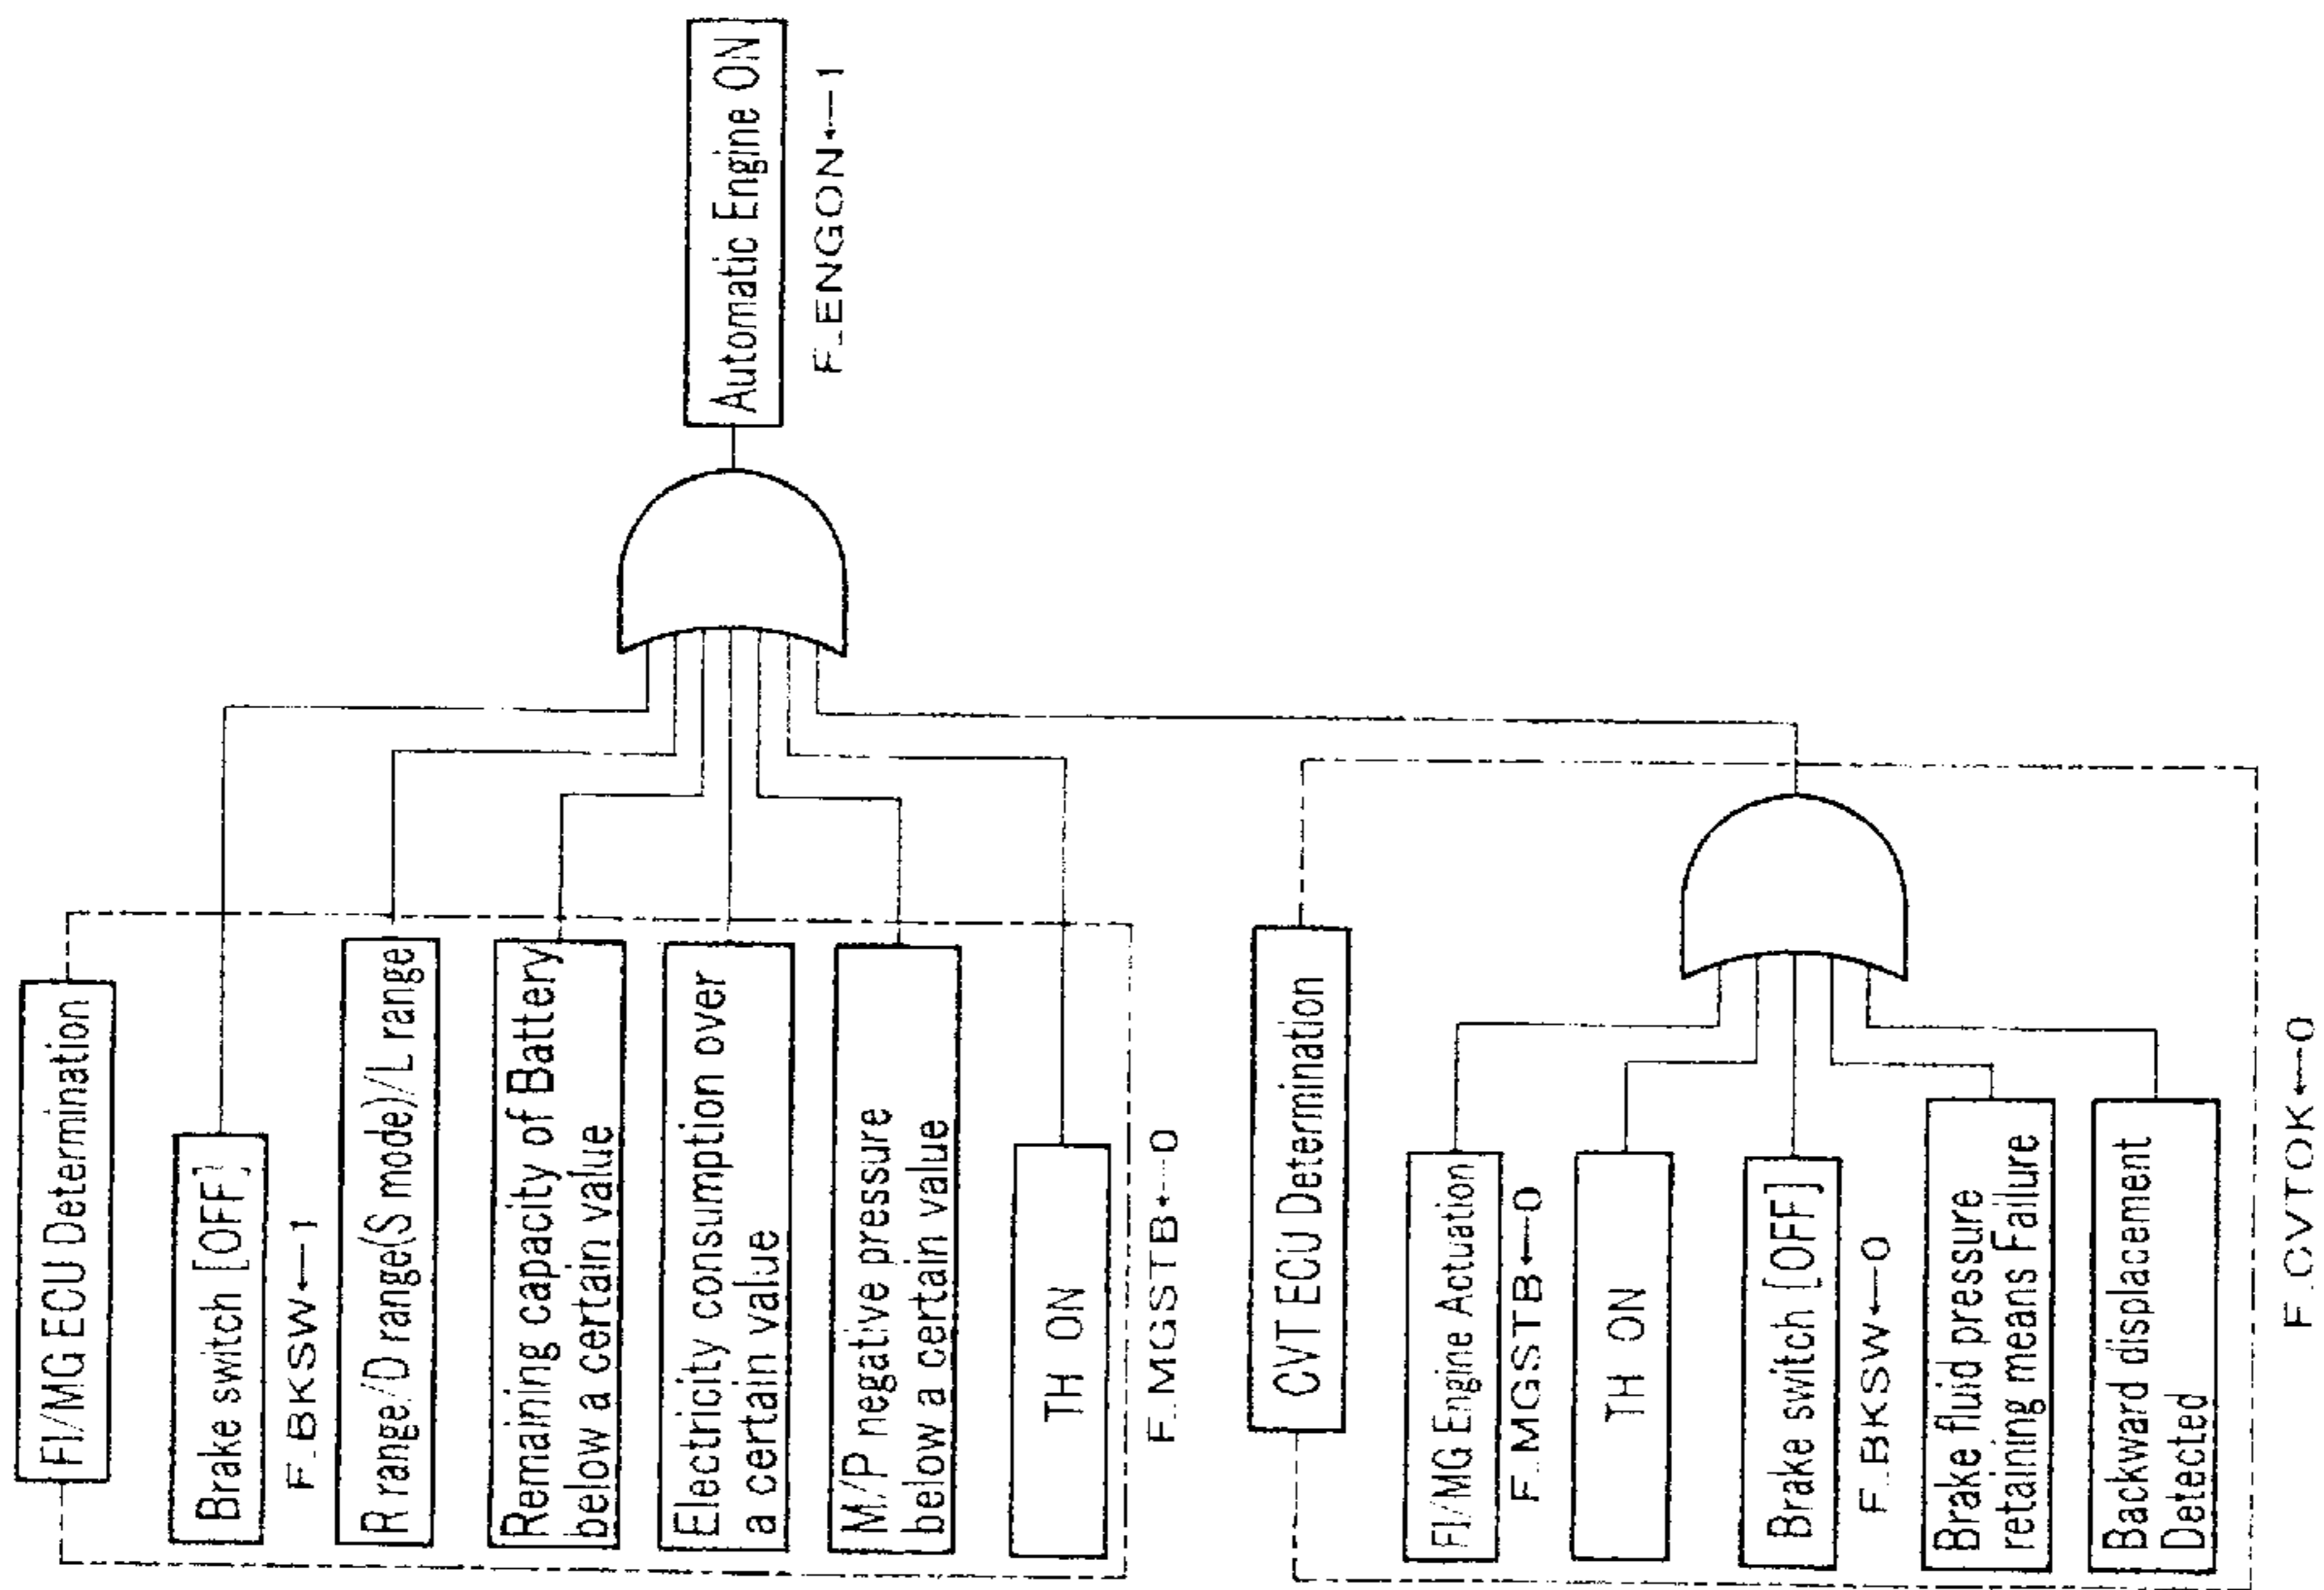 FI/MG ECU Determination
Brake switch [OFF]
F_BKSW←1
R range/D range(S mode)/L range
Remaining capacity of Battery
below a certain value
Electricity consumption over
a certain value
M/P negative pressure
below a certain value
TH ON
F_MGSTB←0
Automatic Engine ON
F_ENGON←1
CVT ECU Determination
FI/MG Engine Actuation
F_MGSTB←0
TH ON
Brake switch [OFF]
F_BKSW←0
Brake fluid pressure
retaining means Failure
Backward displacement
Detected
F_CVTOK←0